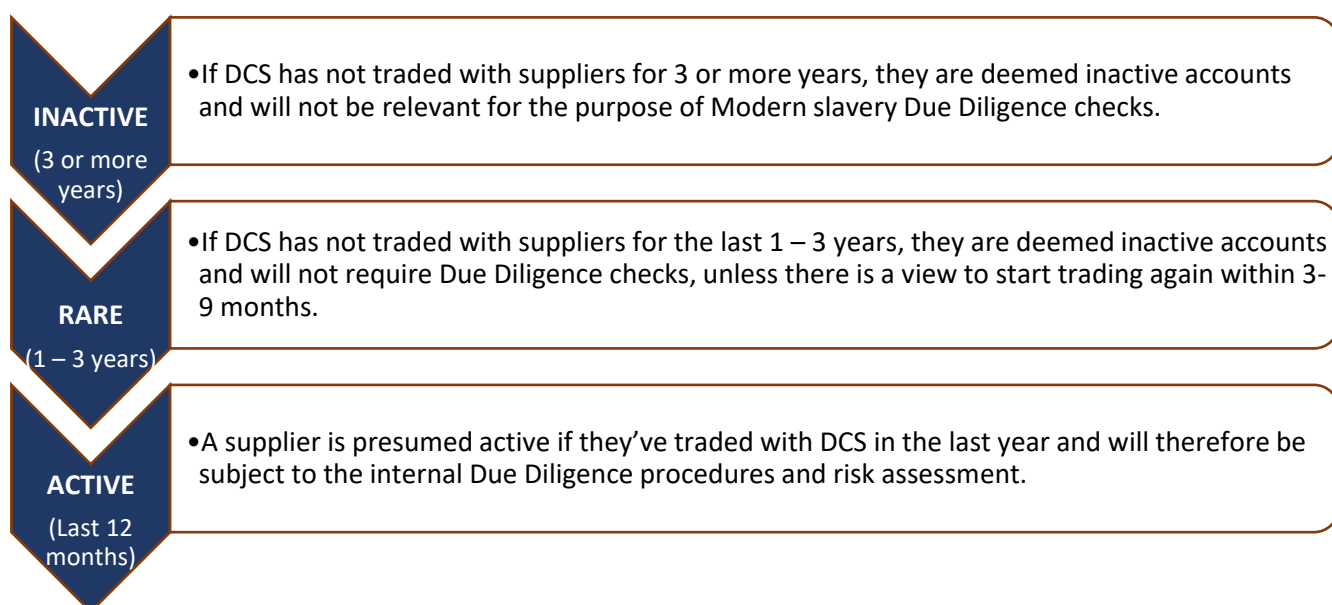 INACTIVE
(3 or more
years)
•If DCS has not traded with suppliers for 3 or more years, they are deemed inactive accounts
and will not be relevant for the purpose of Modern slavery Due Diligence checks.
RARE
(1 – 3 years)
•If DCS has not traded with suppliers for the last 1 – 3 years, they are deemed inactive accounts
and will not require Due Diligence checks, unless there is a view to start trading again within 3-
9 months.
ACTIVE
(Last 12
months)
•A supplier is presumed active if they’ve traded with DCS in the last year and will therefore be
subject to the internal Due Diligence procedures and risk assessment.